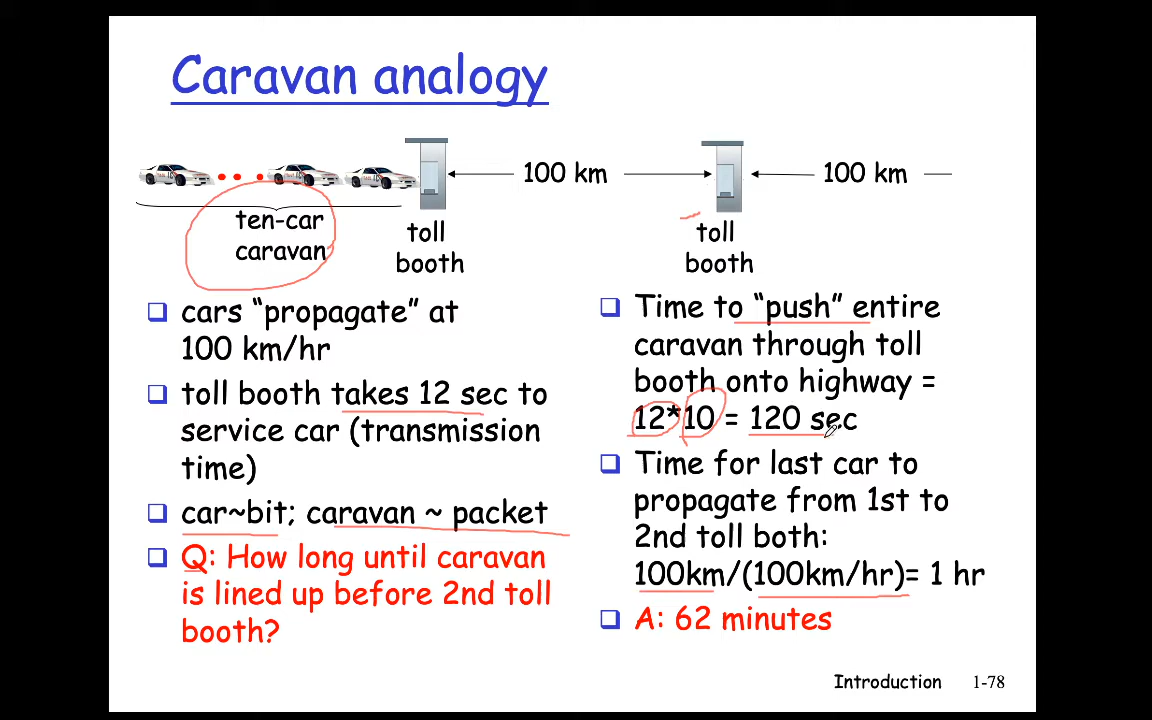 Caravan analogy
100 km
100 km
ten-car
caravan
toll
booth
toll
booth
cars “propagate” at
100 km/hr
toll booth takes 12 sec to
service car (transmission
time)
car~bit; caravan ~ packet
Q: How long until caravan
is lined up before 2nd toll
booth?
Time to “push” entire
caravan through toll
booth onto highway =
12*10 = 120 sec
Time for last car to
propagate from 1st to
2nd toll both:
100km/(100km/hr)= 1 hr
A: 62 minutes
Introduction
1-78